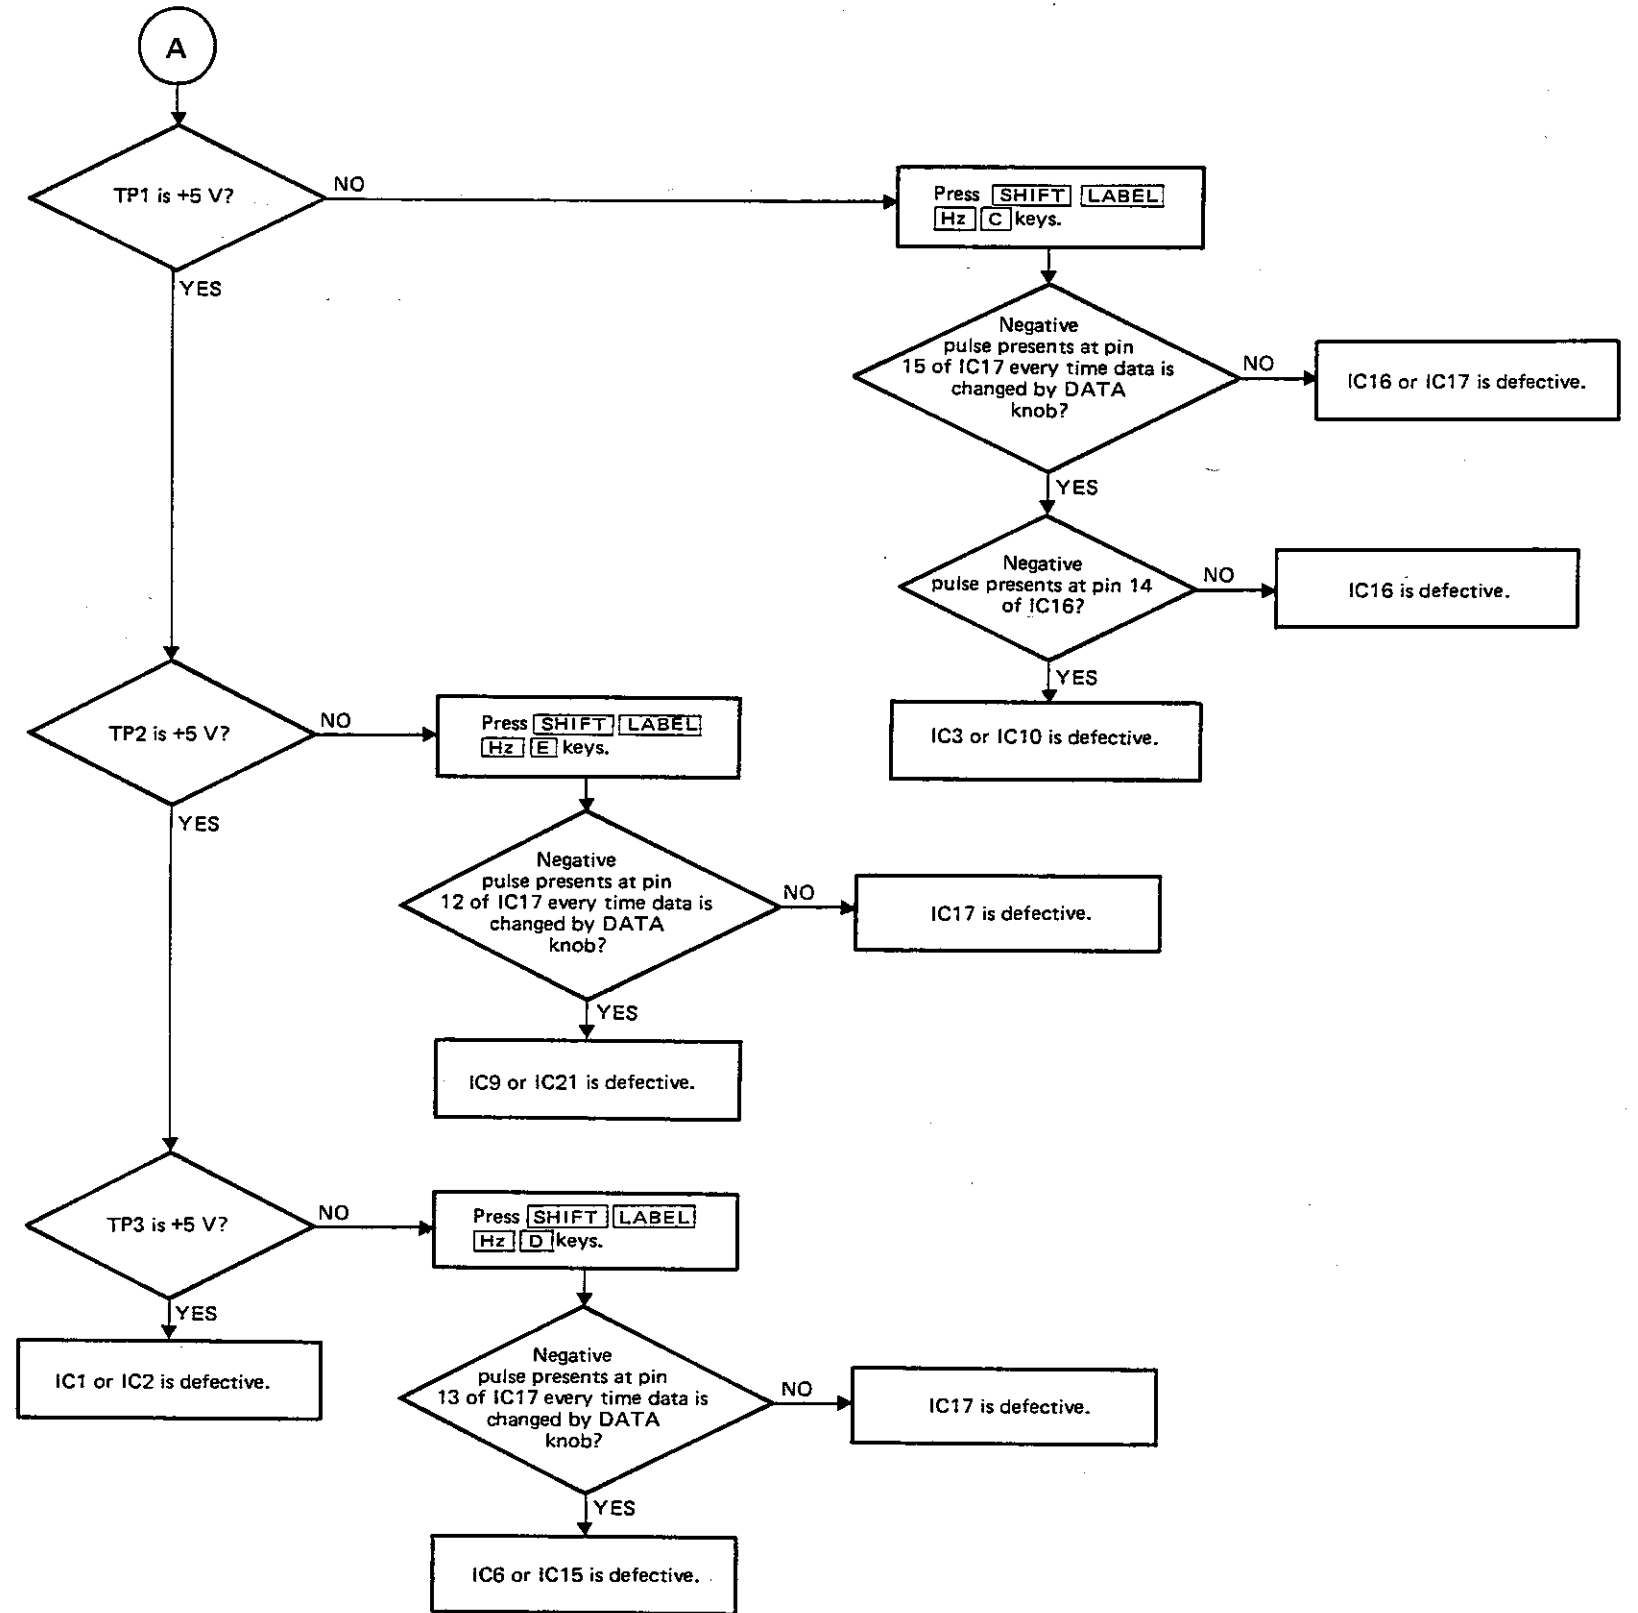 A
TP1 is +5 V?
NO
YES
Press SHIFT LABEL
Hz C keys.
Negative
pulse presents at pin
15 of IC17 every time data is
changed by DATA
knob?
NO
IC16 or IC17 is defective.
YES
Negative
pulse presents at pin 14
of IC16?
NO
IC16 is defective.
YES
IC3 or IC10 is defective.
TP2 is +5 V?
NO
YES
Press SHIFT LABEL
Hz E keys.
Negative
pulse presents at pin
12 of IC17 every time data is
changed by DATA
knob?
NO
IC17 is defective.
YES
IC9 or IC21 is defective.
TP3 is +5 V?
NO
YES
IC1 or IC2 is defective.
Press SHIFT LABEL
Hz D keys.
Negative
pulse presents at pin
13 of IC17 every time data is
changed by DATA
knob?
NO
IC17 is defective.
YES
IC6 or IC15 is defective.